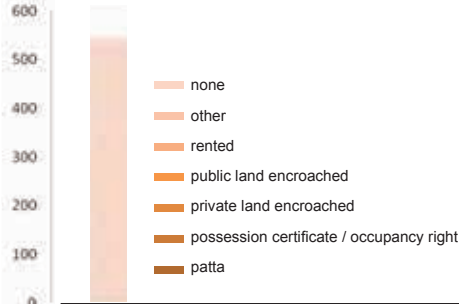 600
500
400
300
200
100
0
none
other
rented
public land encroached
private land encroached
possession certificate / occupancy right
patta